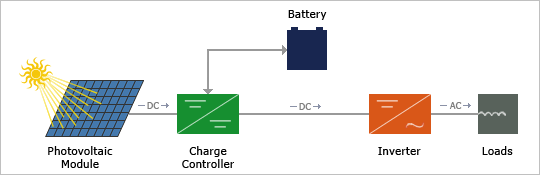 Battery
DC
DC
AC
Photovoltaic
Module
Charge
Controller
Inverter
Loads